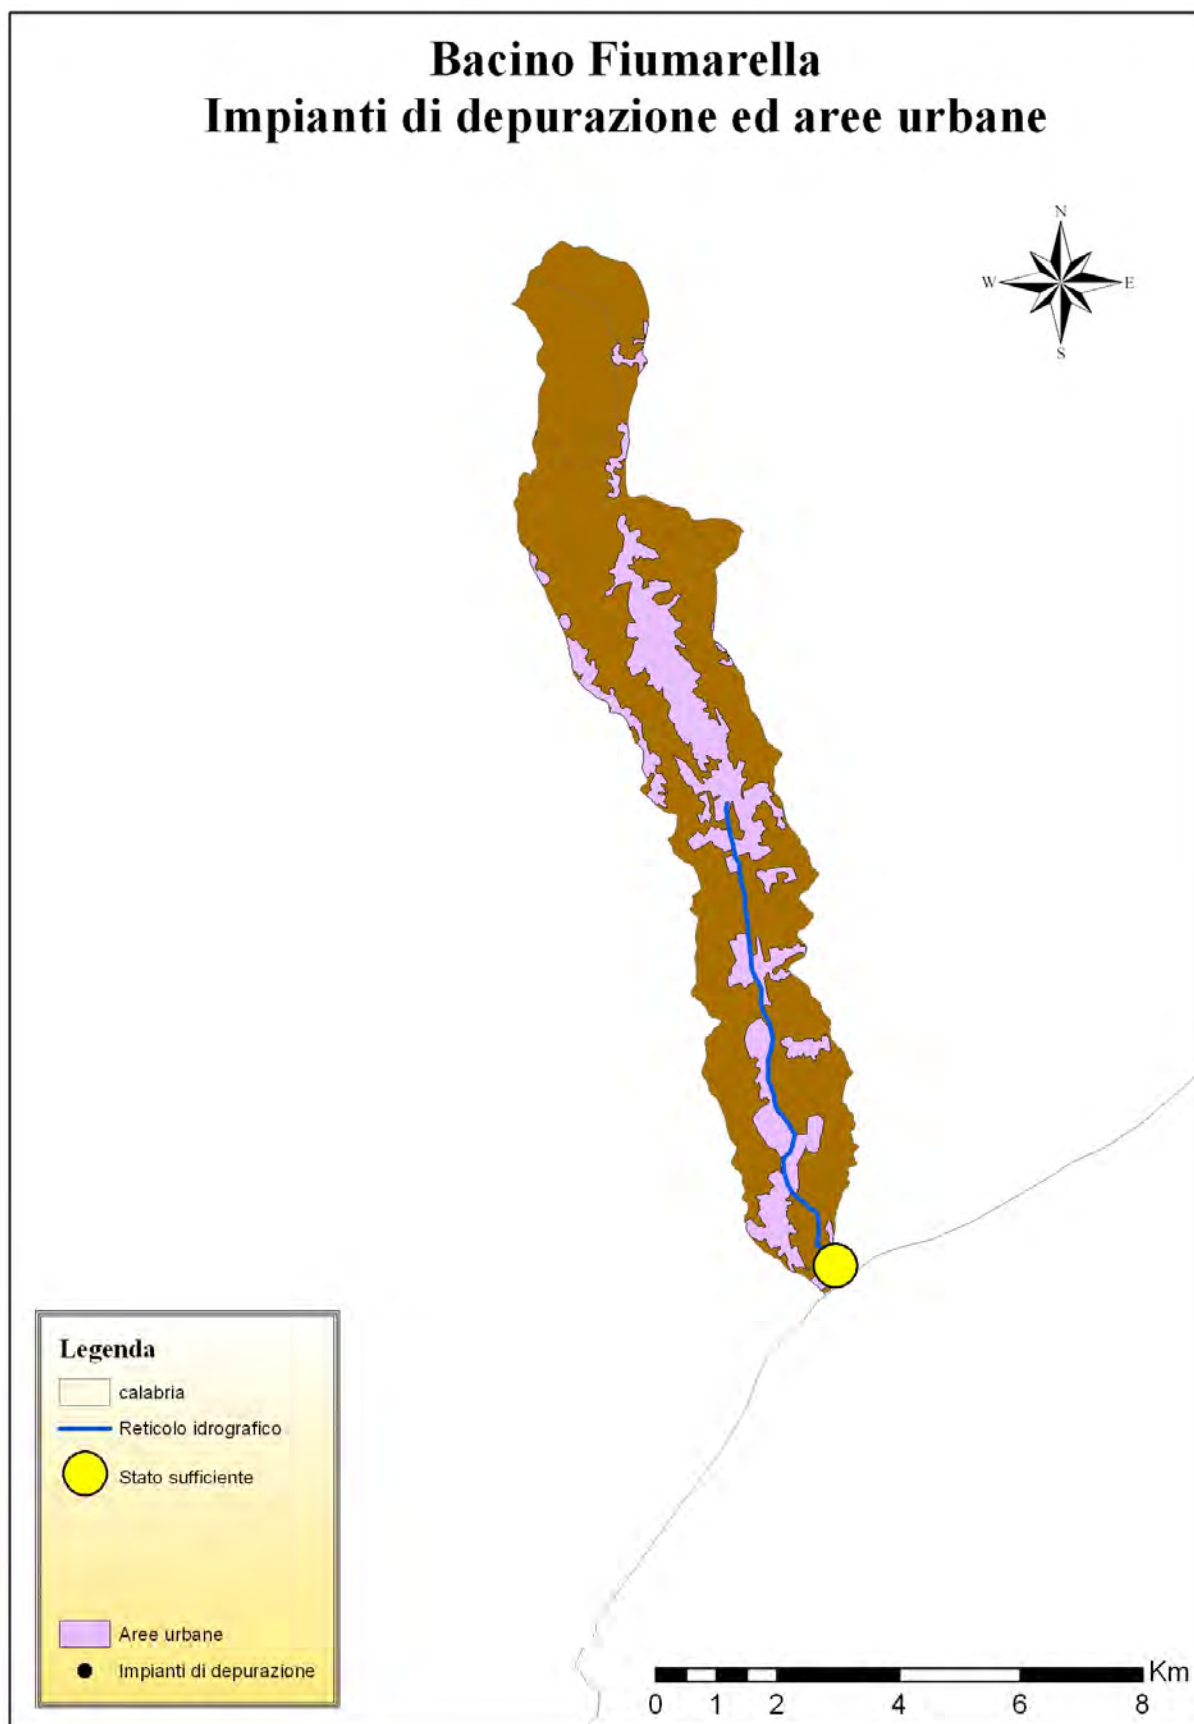 Bacino Fiumarella
Impianti di depurazione ed aree urbane
N
W E
S
Legenda
calabria
Reticolo idrografico
Stato sufficiente
Aree urbane
Impianti di depurazione
Km
0 1 2 4 6 8